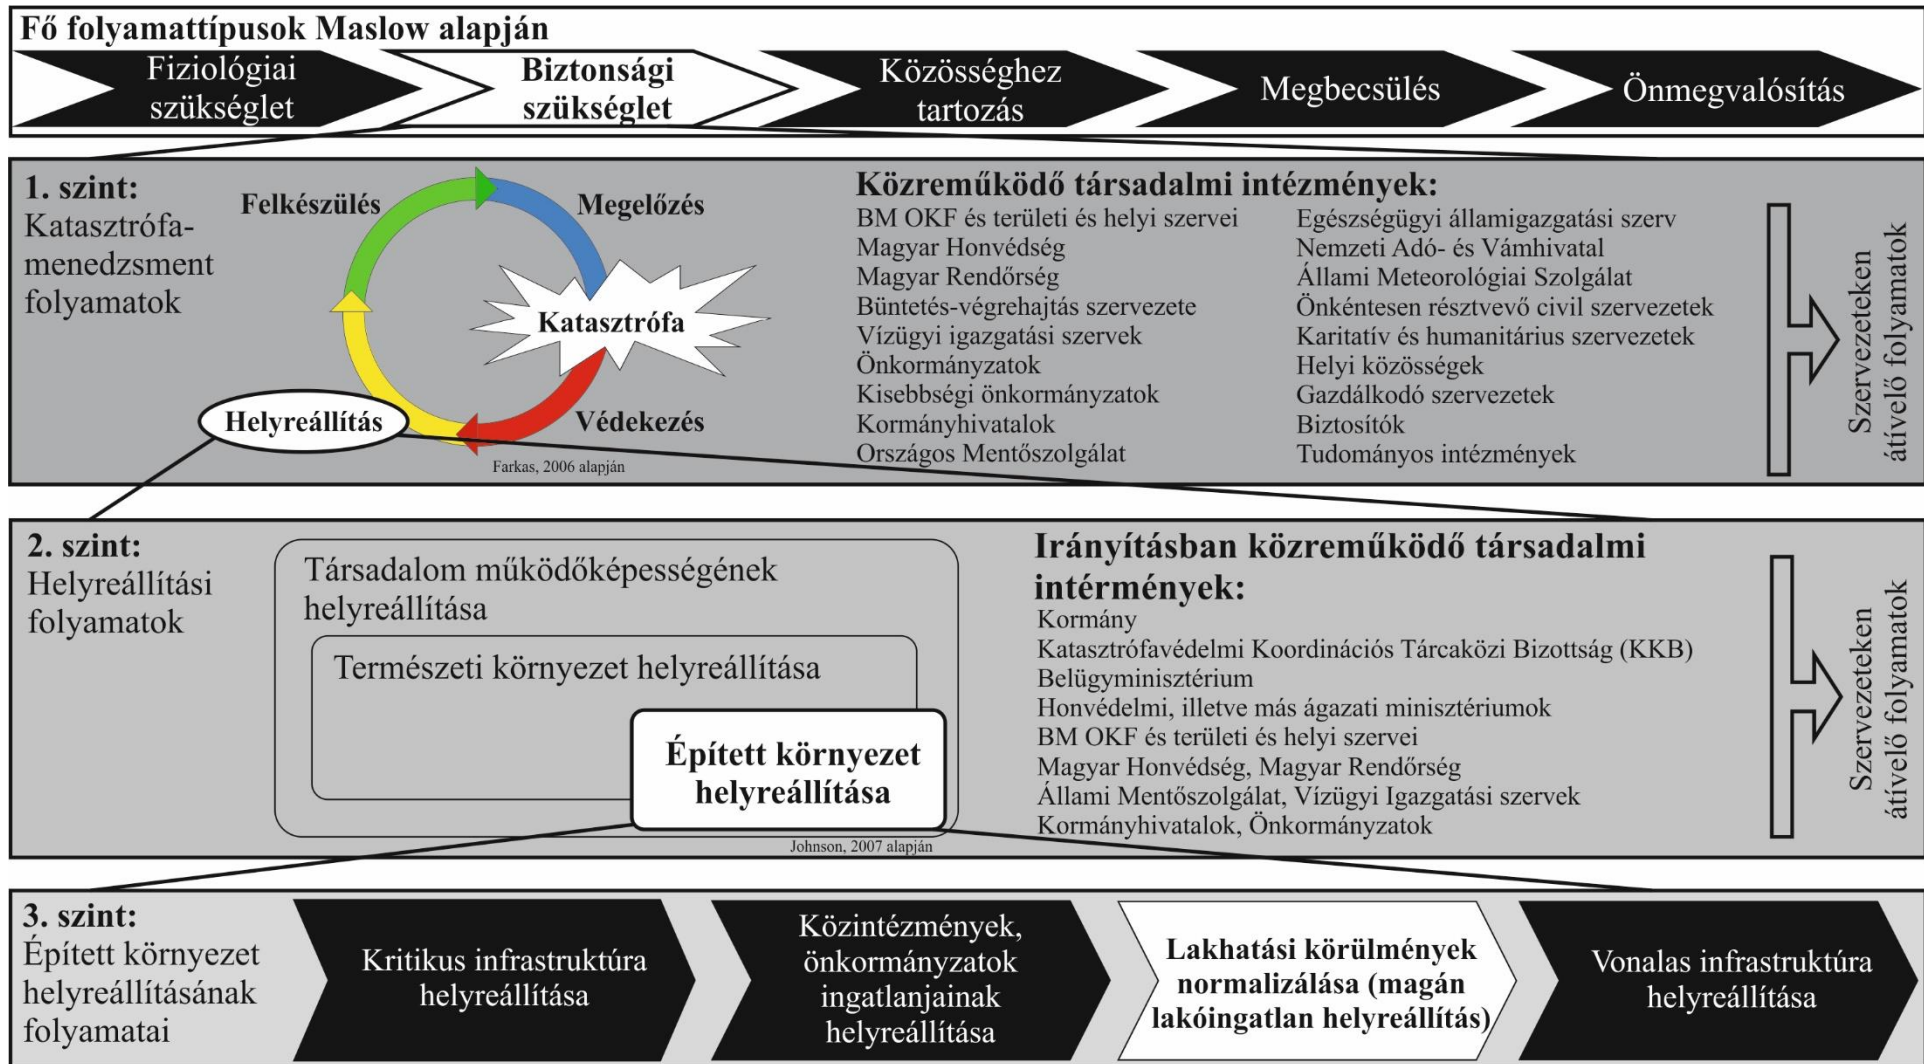 Fő folyamattípusok Maslow alapján
Fiziológiai
szükséglet
Biztonsági
szükséglet
Közösséghez
tartozás
Megbecsülés
Önmegvalósítás
1. szint:
Katasztrófa-
menedzsment
folyamatok
Felkészülés
Megelőzés
Katasztrófa
Helyreállítás
Védekezés
Farkas, 2006 alapján
Közreműködő társadalmi intézmények:
BM OKF és területi és helyi szervei
Magyar Honvédség
Magyar Rendőrség
Büntetés-végrehajtás szervezete
Vízügyi igazgatási szervek
Önkormányzatok
Kisebbségi önkormányzatok
Kormányhivatalok
Országos Mentőszolgálat
Egészségügyi államigazgatási szerv
Nemzeti Adó- és Vámhivatal
Állami Meteorológiai Szolgálat
Önkéntesen résztvevő civil szervezetek
Karitatív és humanitárius szervezetek
Helyi közösségek
Gazdálkodó szervezetek
Biztosítók
Tudományos intézmények
Szervezeteken
átívelő folyamatok
2. szint:
Helyreállítási
folyamatok
Társadalom működőképességének
helyreállítása
Természeti környezet helyreállítása
Épített környezet
helyreállítása
Johnson, 2007 alapján
Irányításban közreműködő társadalmi
intérmények:
Kormány
Katasztrófavédelmi Koordinációs Tárcaközi Bizottság (KKB)
Belügyminisztérium
Honvédelmi, illetve más ágazati minisztériumok
BM OKF és területi és helyi szervei
Magyar Honvédség, Magyar Rendőrség
Állami Mentőszolgálat, Vízügyi Igazgatási szervek
Kormányhivatalok, Önkormányzatok
Szervezeteken
átívelő folyamatok
3. szint:
Épített környezet
helyreállításának
folyamatai
Kritikus infrastruktúra
helyreállítása
Közintézmények,
önkormányzatok
ingatlanjainak
helyreállítása
Lakhatási körülmények
normalizálása (magán
lakóingatlan helyreállítás)
Vonalas infrastruktúra
helyreállítása